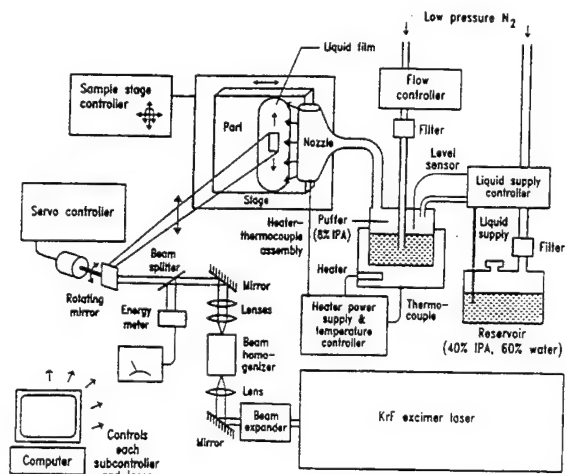 Low pressure N2
Liquid film
Sample stage
controller
Flow
controller
Part
Nozzle
Filter
Level
sensor
Liquid supply
controller
Stage
Servo controller
Puffer
(8% IPA)
Liquid
supply
Filter
Heater-
thermocouple
assembly
Beam
splitter
Heater
Rotating
mirror
Mirror
Thermo-
couple
Energy
meter
Lenses
Heater power
supply &
temperature
controller
Reservoir
(40% IPA, 60% water)
Beam
homo-
genizer
Lens
KrF excimer laser
Beam
expander
Mirror
Computer
Controls
each
subcontroller